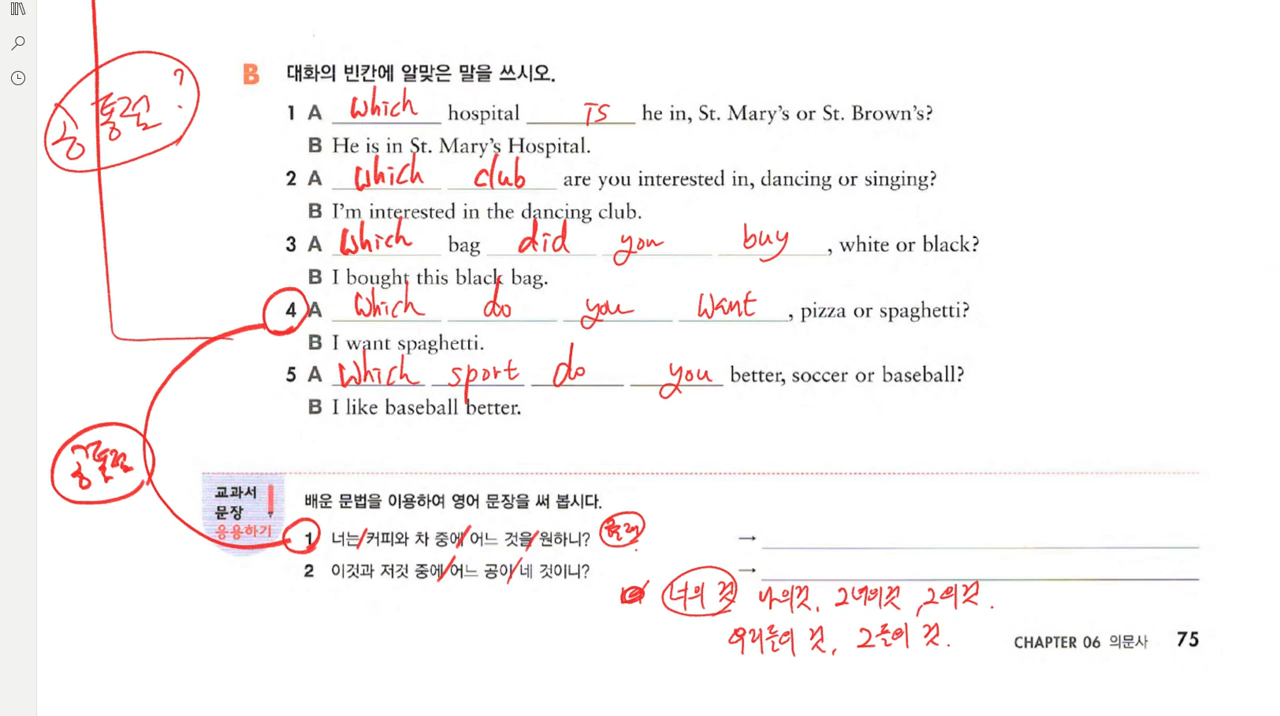 공통점?
B 대화의 빈칸에 알맞은 말을 쓰시오.
1 A Which hospital is he in, St. Mary's or St. Brown's?
B He is in St. Mary's Hospital.
2 A Which club are you interested in, dancing or singing?
B I'm interested in the dancing club.
3 A Which bag did you buy, white or black?
B I bought this black bag.
4 A Which do you want, pizza or spaghetti?
B I want spaghetti.
5 A Which sport do you better, soccer or baseball?
B I like baseball better.
공통점
교과서
문장
응용하기
배운 문법을 이용하여 영어 문장을 써 봅시다.
1 너는/커피와 차 중에/어느 것을/원하니? →
2 이것과 저것 중에/어느 공이/네 것이니? →
너의 것 나의것, 그녀의것, 그의것.
우리들의 것, 그들의 것.
CHAPTER 06 의문사 75